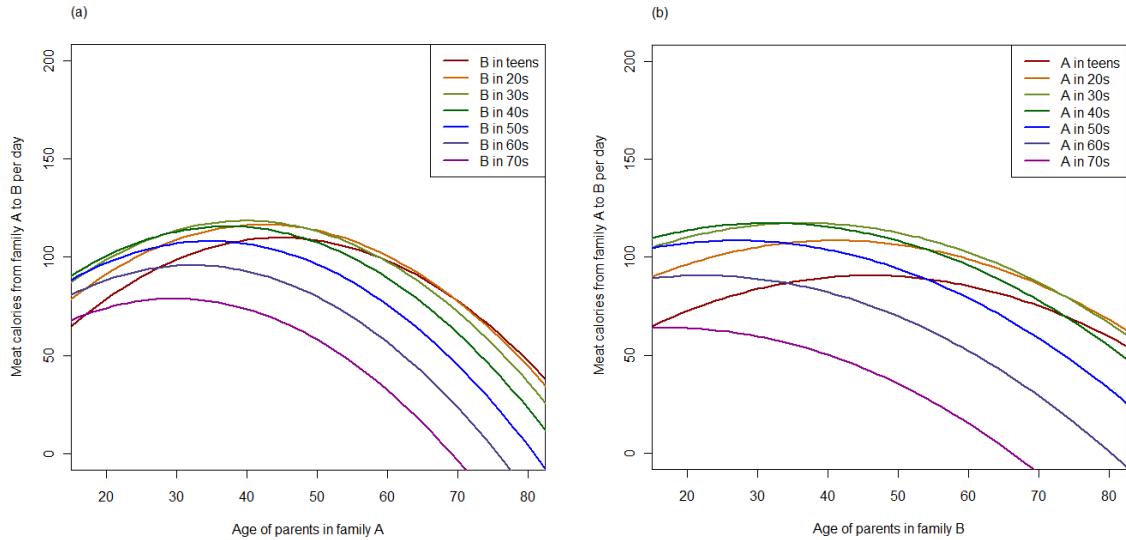 (a)
Meat calories from family A to B per day
200
150
100
50
0
B in teens
B in 20s
B in 30s
B in 40s
B in 50s
B in 60s
B in 70s
20 30 40 50 60 70 80
Age of parents in family A
(b)
Meat calories from family A to B per day
200
150
100
50
0
A in teens
A in 20s
A in 30s
A in 40s
A in 50s
A in 60s
A in 70s
20 30 40 50 60 70 80
Age of parents in family B